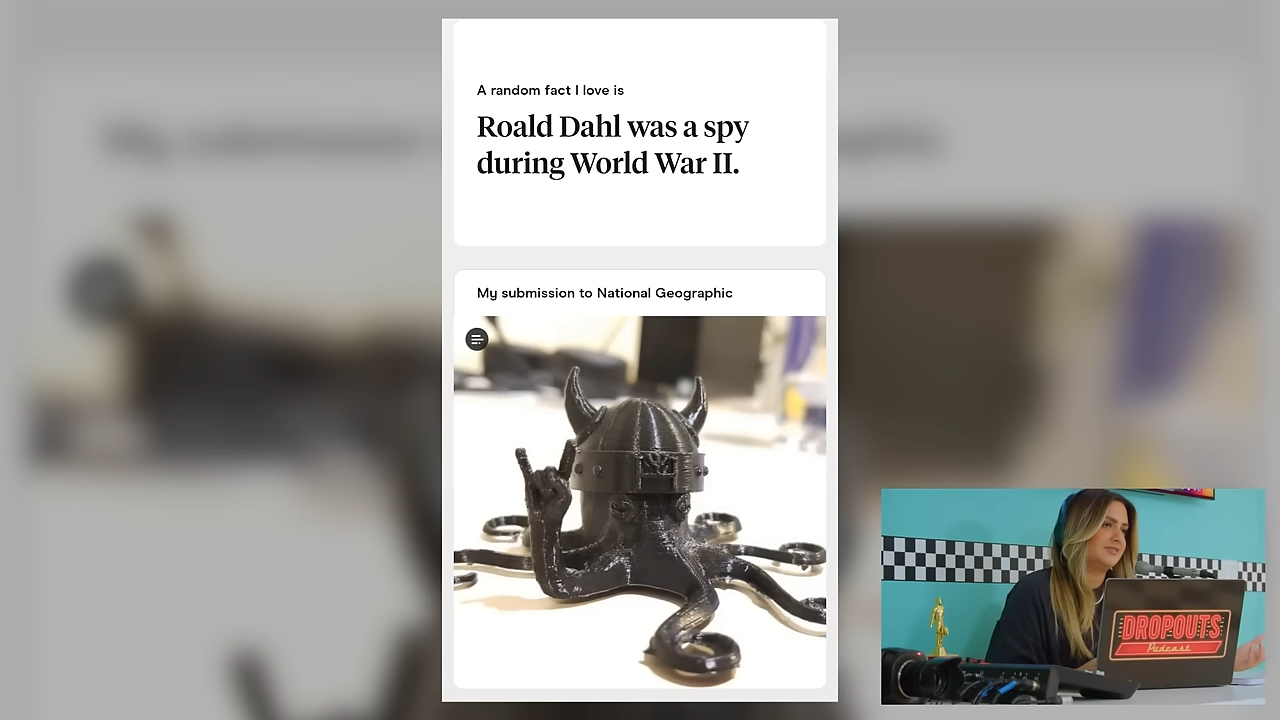 A random fact I love is
Roald Dahl was a spy
during World War II.
My submission to National Geographic
DROPOUTS
Podcast